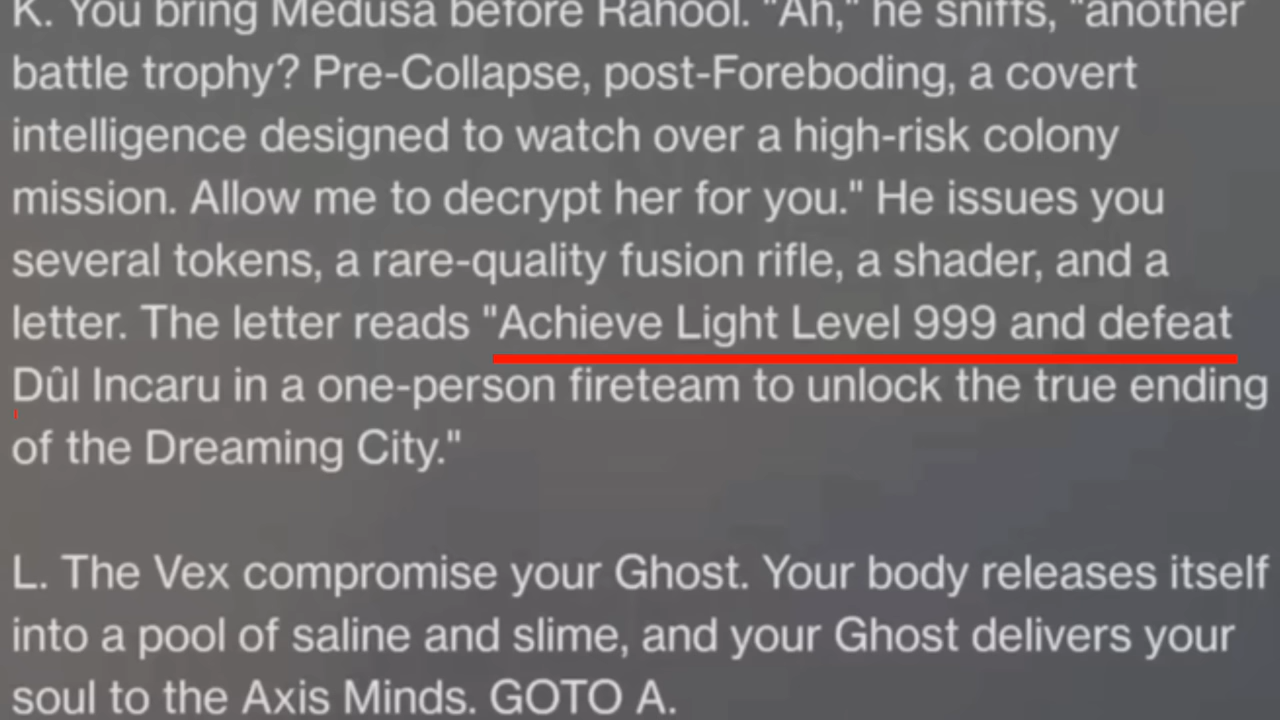 K. You bring Medusa before Rahool. "Ah," he sniffs, "another
battle trophy? Pre-Collapse, post-Foreboding, a covert
intelligence designed to watch over a high-risk colony
mission. Allow me to decrypt her for you." He issues you
several tokens, a rare-quality fusion rifle, a shader, and a
letter. The letter reads "Achieve Light Level 999 and defeat
Dûl Incaru in a one-person fireteam to unlock the true ending
of the Dreaming City."
L. The Vex compromise your Ghost. Your body releases itself
into a pool of saline and slime, and your Ghost delivers your
soul to the Axis Minds. GOTO A.